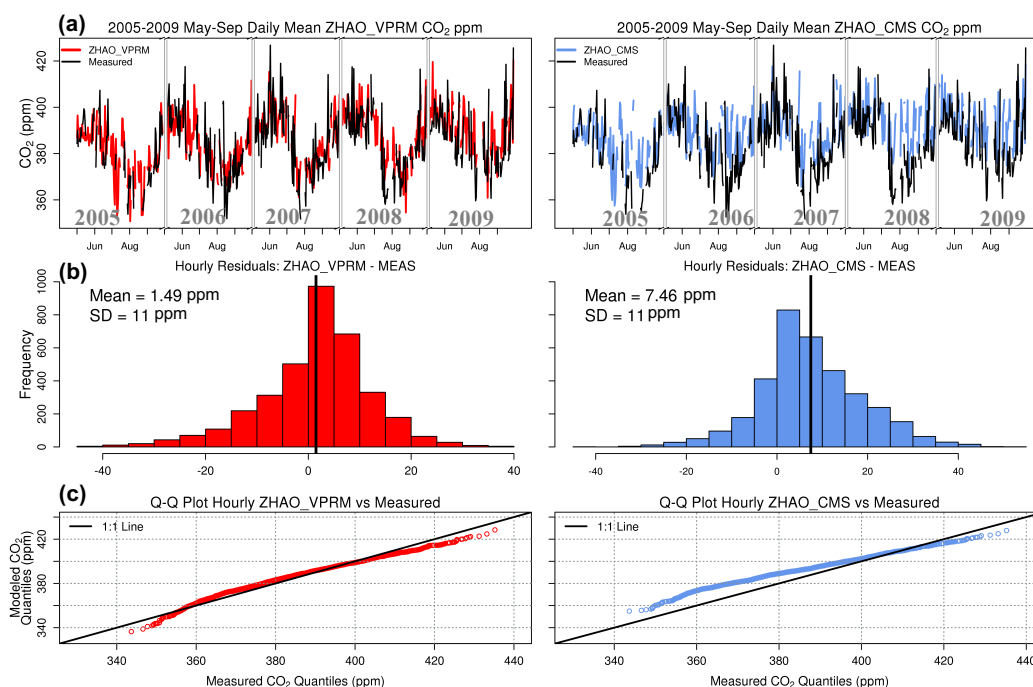 (a)
2005-2009 May-Sep Daily Mean ZHAO_VPRM CO2 ppm
ZHAO_VPRM
Measured
CO2 (ppm)
420
400
380
360
2005
2006
2007
2008
2009
Jun Aug Jun Aug Jun Aug Jun Aug Jun Aug
2005-2009 May-Sep Daily Mean ZHAO_CMS CO2 ppm
ZHAO_CMS
Measured
2005
2006
2007
2008
2009
Jun Aug Jun Aug Jun Aug Jun Aug Jun Aug
(b)
Hourly Residuals: ZHAO_VPRM - MEAS
Mean = 1.49 ppm
SD = 11 ppm
Frequency
1000
800
600
400
200
0
-40 -20 0 20 40
Hourly Residuals: ZHAO_CMS - MEAS
Mean = 7.46 ppm
SD = 11 ppm
-40 -20 0 20 40
(c)
Q-Q Plot Hourly ZHAO_VPRM vs Measured
1:1 Line
Modeled CO2
Quantiles (ppm)
420
380
340
340 360 380 400 420 440
Measured CO2 Quantiles (ppm)
Q-Q Plot Hourly ZHAO_CMS vs Measured
1:1 Line
340 360 380 400 420 440
Measured CO2 Quantiles (ppm)